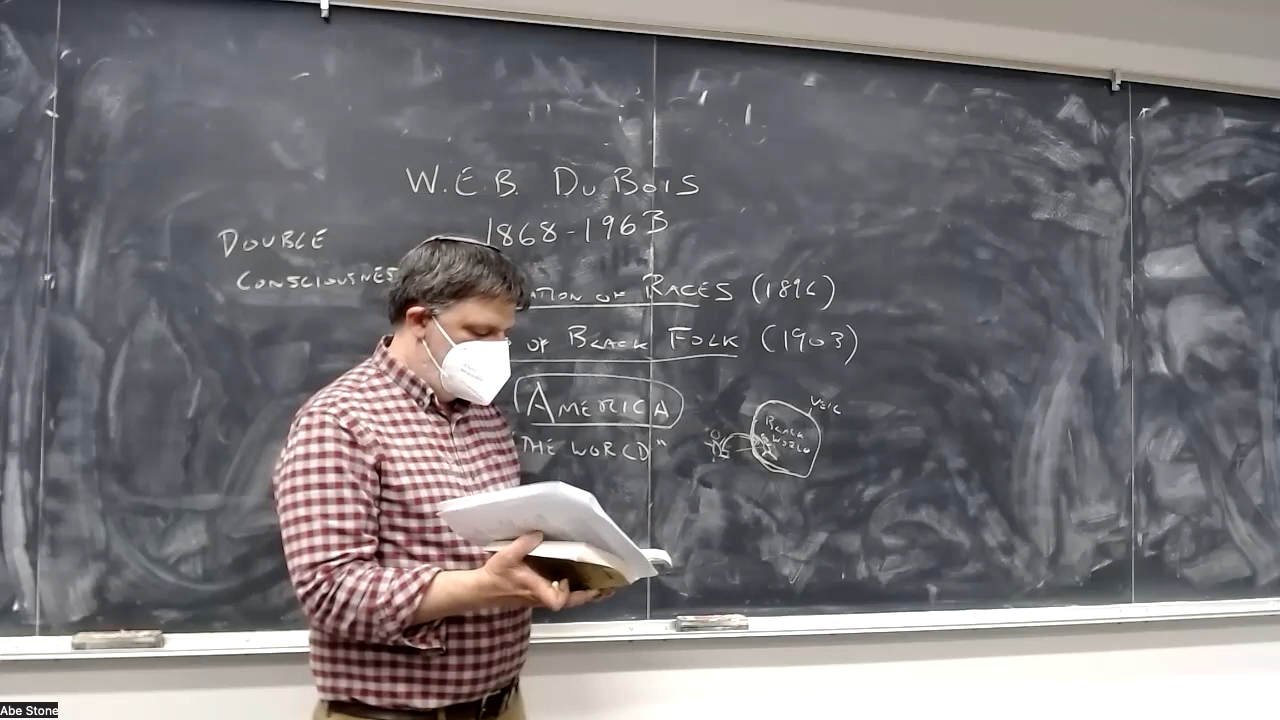 W.E.B. DU BOIS
1868-1963
DOUBLE
CONSCIOUSNES
ATION OF RACES (1896)
OF BLACK FOLK (1903)
AMERICA
"THE WORLD"
VEIL
BLACK
WORLD
Abe Stone